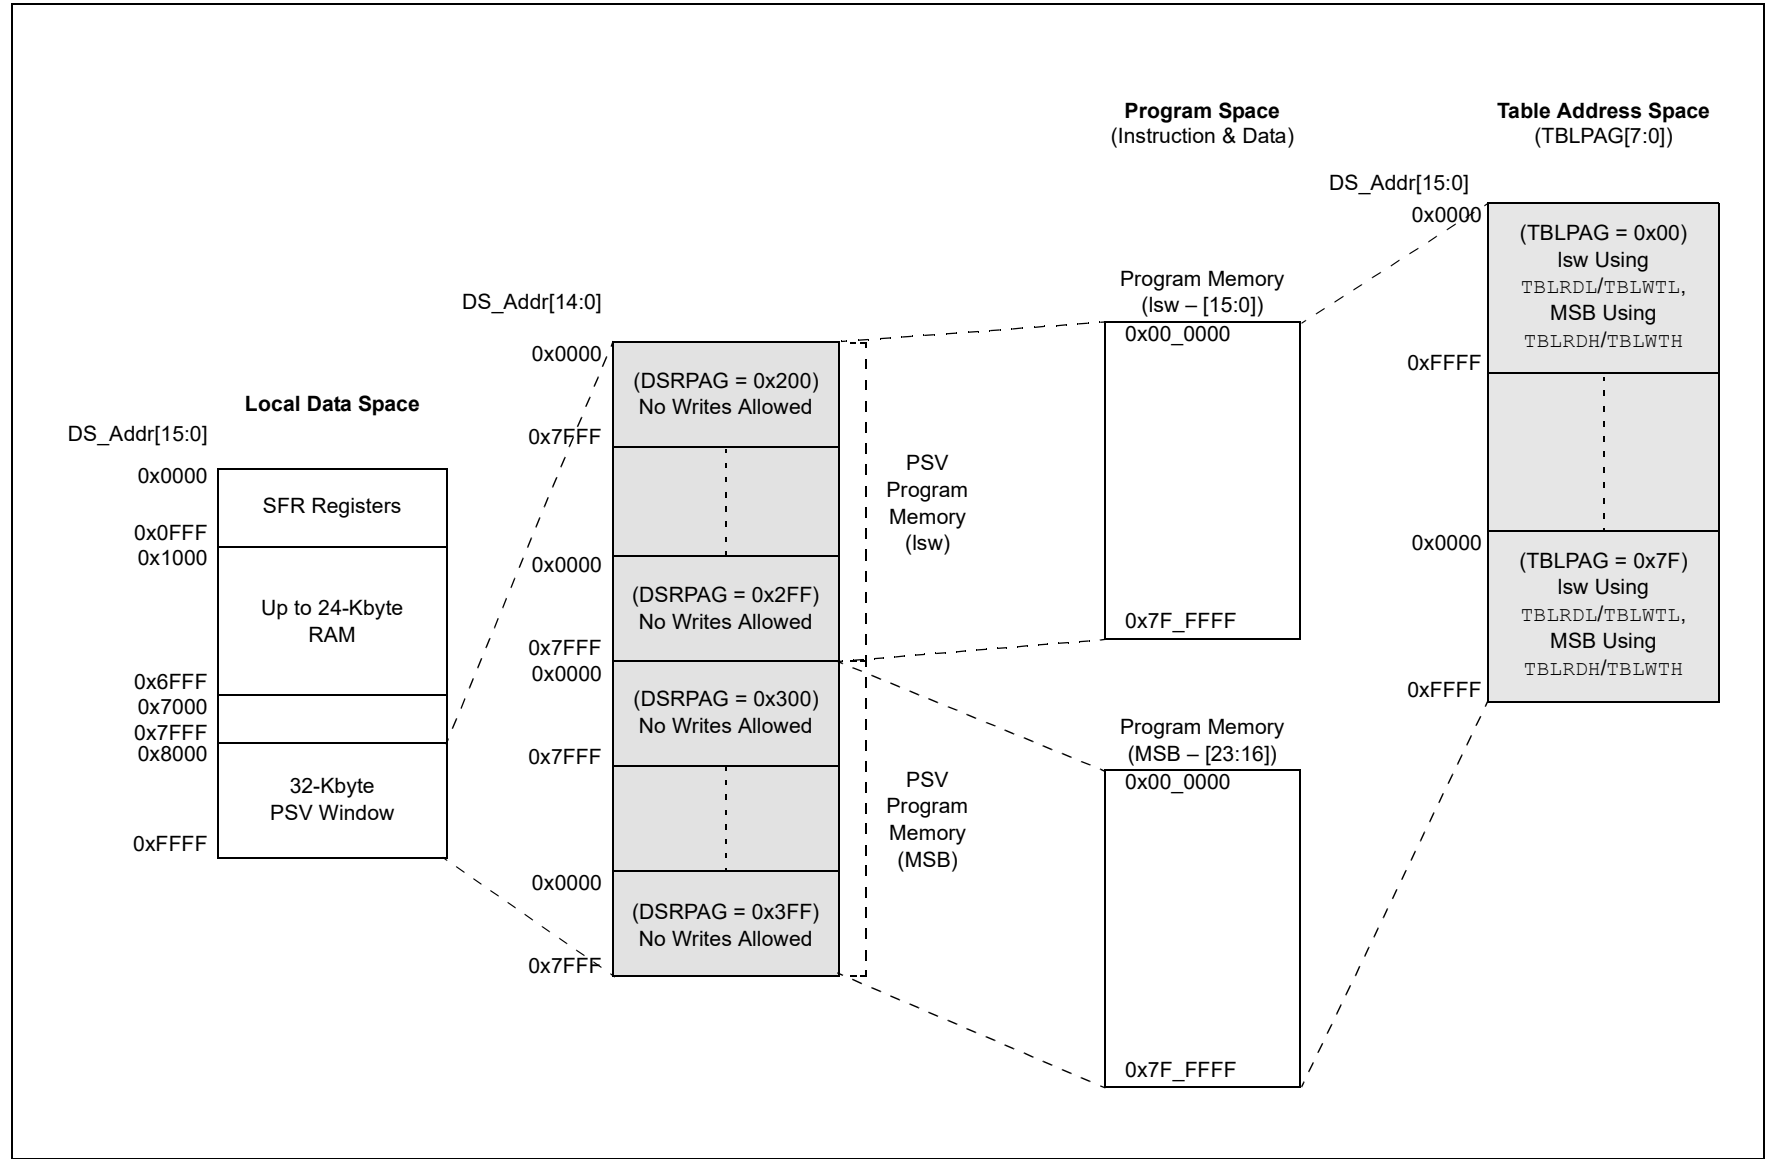 Local Data Space
DS_Addr[15:0]
0x0000
SFR Registers
0x0FFF
0x1000
Up to 24-Kbyte
RAM
0x6FFF
0x7000
0x7FFF
0x8000
32-Kbyte
PSV Window
0xFFFF
DS_Addr[14:0]
0x0000
(DSRPAG = 0x200)
No Writes Allowed
0x7FFF
0x0000
(DSRPAG = 0x2FF)
No Writes Allowed
0x7FFF
0x0000
(DSRPAG = 0x300)
No Writes Allowed
0x7FFF
0x0000
(DSRPAG = 0x3FF)
No Writes Allowed
0x7FFF
PSV
Program
Memory
(lsw)
PSV
Program
Memory
(MSB)
Program Space
(Instruction & Data)
Program Memory
(lsw – [15:0])
0x00_0000
0x7F_FFFF
Program Memory
(MSB – [23:16])
0x00_0000
0x7F_FFFF
Table Address Space
(TBLPAG[7:0])
DS_Addr[15:0]
0x0000
(TBLPAG = 0x00)
lsw Using
TBLRDL/TBLWTL,
MSB Using
TBLRDH/TBLWTH
0xFFFF
0x0000
(TBLPAG = 0x7F)
lsw Using
TBLRDL/TBLWTL,
MSB Using
TBLRDH/TBLWTH
0xFFFF